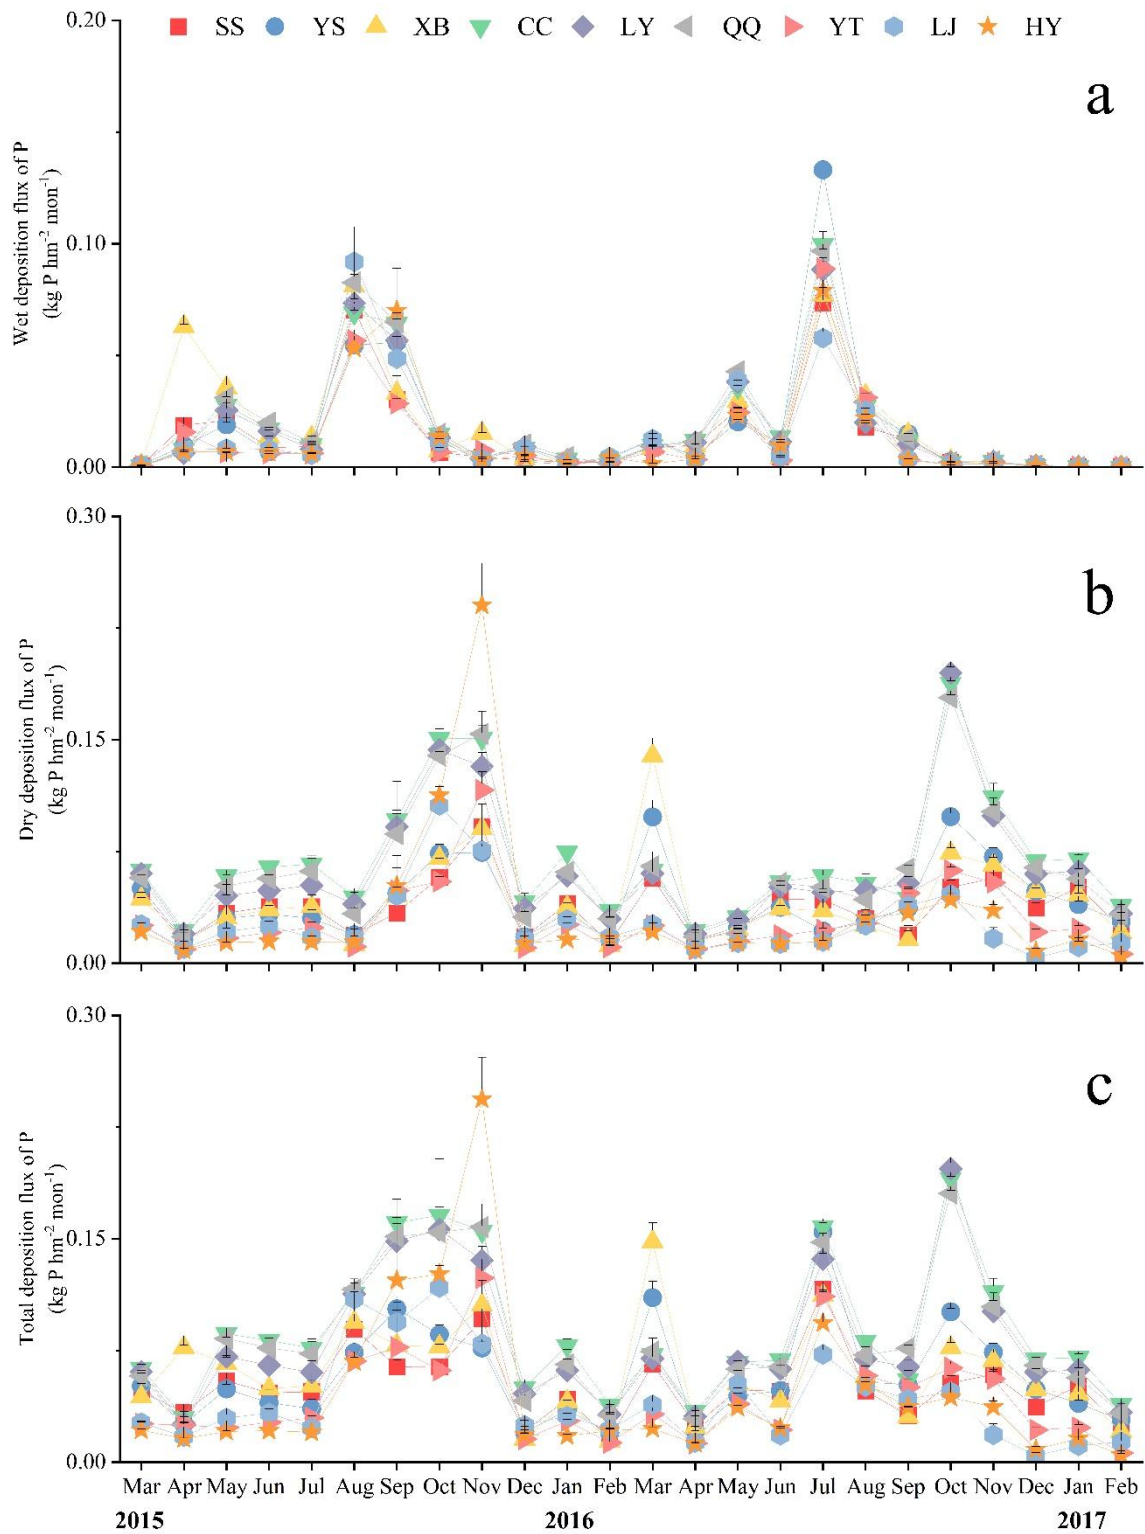 0.20
SS YS XB CC LY QQ YT LJ HY
a
Wet deposition flux of P
(kg P hm⁻² mon⁻¹)
0.10
0.00
0.30
b
Dry deposition flux of P
(kg P hm⁻² mon⁻¹)
0.15
0.00
0.30
c
Total deposition flux of P
(kg P hm⁻² mon⁻¹)
0.15
0.00
Mar Apr May Jun Jul Aug Sep Oct Nov Dec Jan Feb Mar Apr May Jun Jul Aug Sep Oct Nov Dec Jan Feb
2015 2016 2017